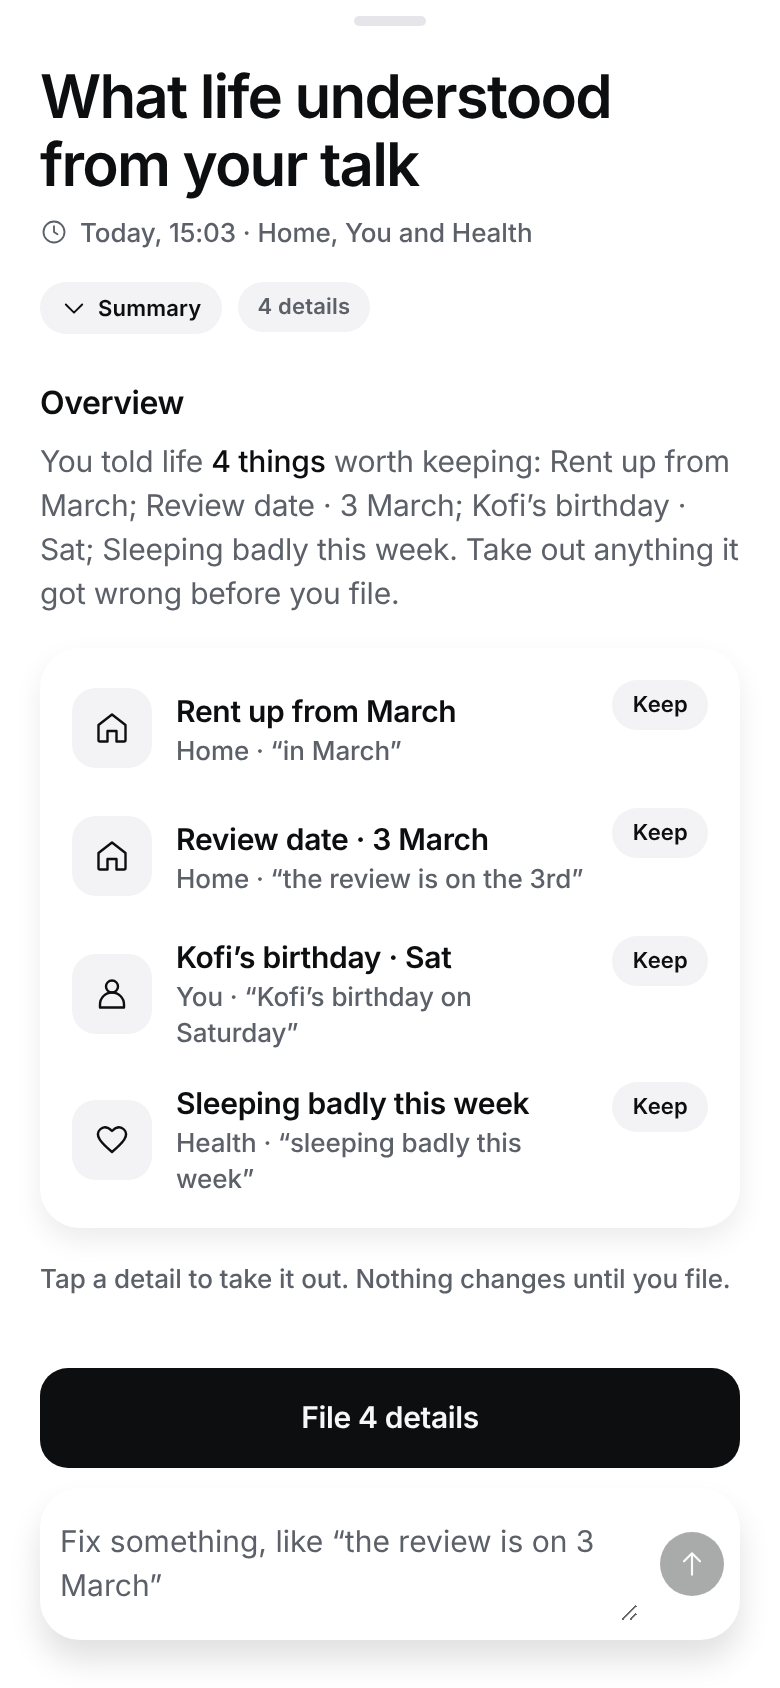 What life understood
from your talk
Today, 15:03 · Home, You and Health
Summary
4 details
Overview
You told life 4 things worth keeping: Rent up from
March; Review date · 3 March; Kofi’s birthday ·
Sat; Sleeping badly this week. Take out anything it
got wrong before you file.
Rent up from March
Keep
Home · “in March”
Review date · 3 March
Keep
Home · “the review is on the 3rd”
Kofi’s birthday · Sat
Keep
You · “Kofi’s birthday on
Saturday”
Sleeping badly this week
Keep
Health · “sleeping badly this
week”
Tap a detail to take it out. Nothing changes until you file.
File 4 details
Fix something, like “the review is on 3
March”